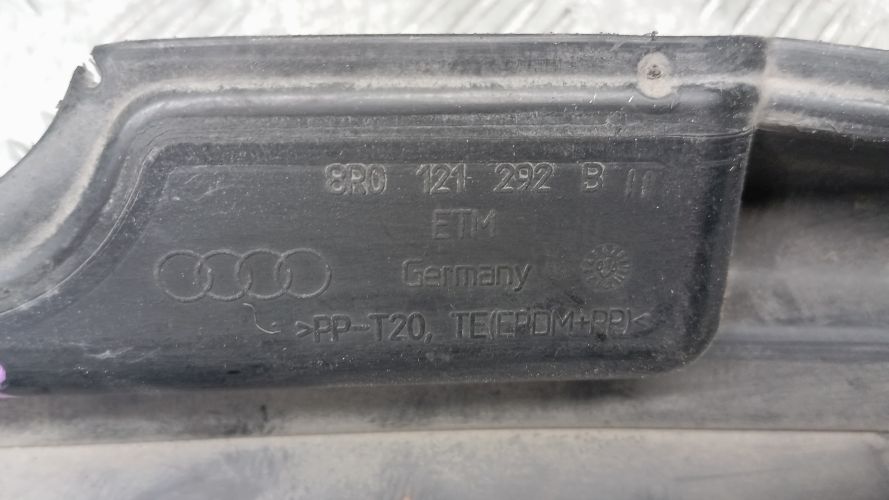 8R0 121 292 B
ETM
Germany
>PP-T20, TE(EPDM+PP)<